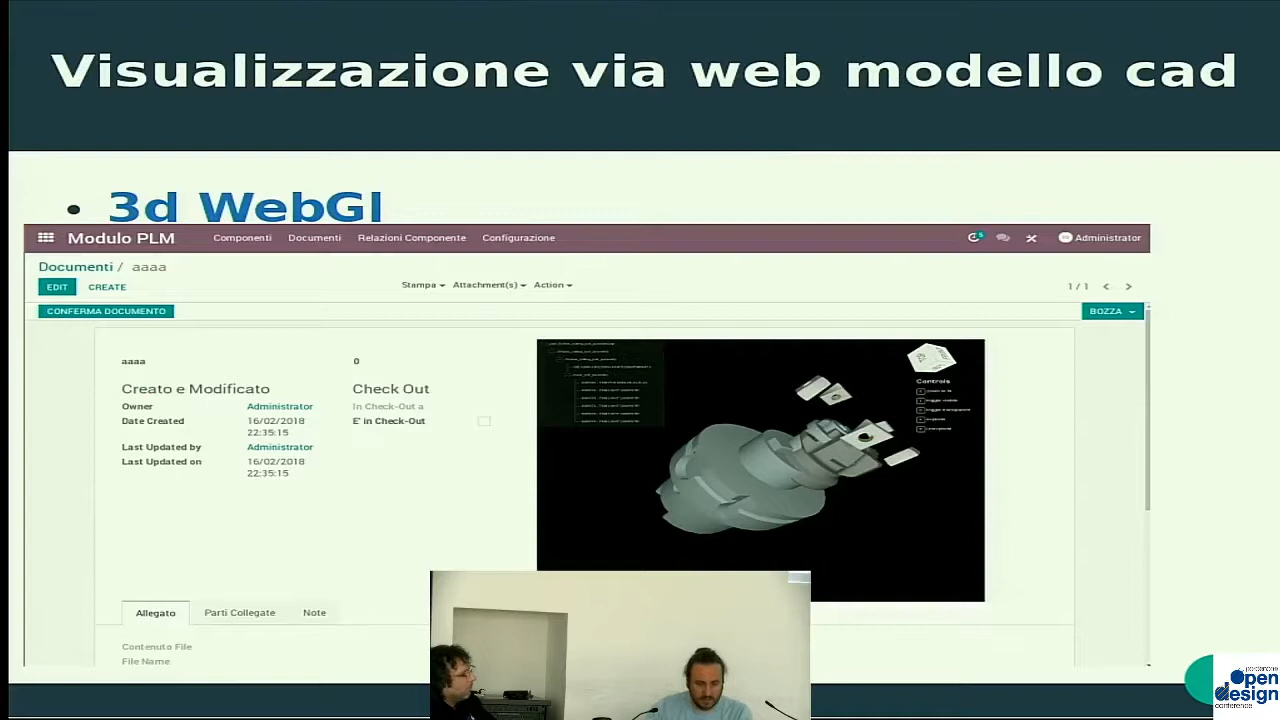 Visualizzazione via web modello cad
• 3d WebGl
Modulo PLM Componenti Documenti Relazioni Componente Configurazione 5 Administrator
Documenti / aaaa
EDIT CREATE Stampa Attachment(s) Action 1 / 1
CONFERMA DOCUMENTO BOZZA
aaaa 0
Creato e Modificato Check Out
Owner Administrator In Check-Out a
Date Created 16/02/2018 22:35:15 E' in Check-Out
Last Updated by Administrator
Last Updated on 16/02/2018 22:35:15
Controls
Allegato Parti Collegate Note
Contenuto File
File Name
pordenone
open
design
conference